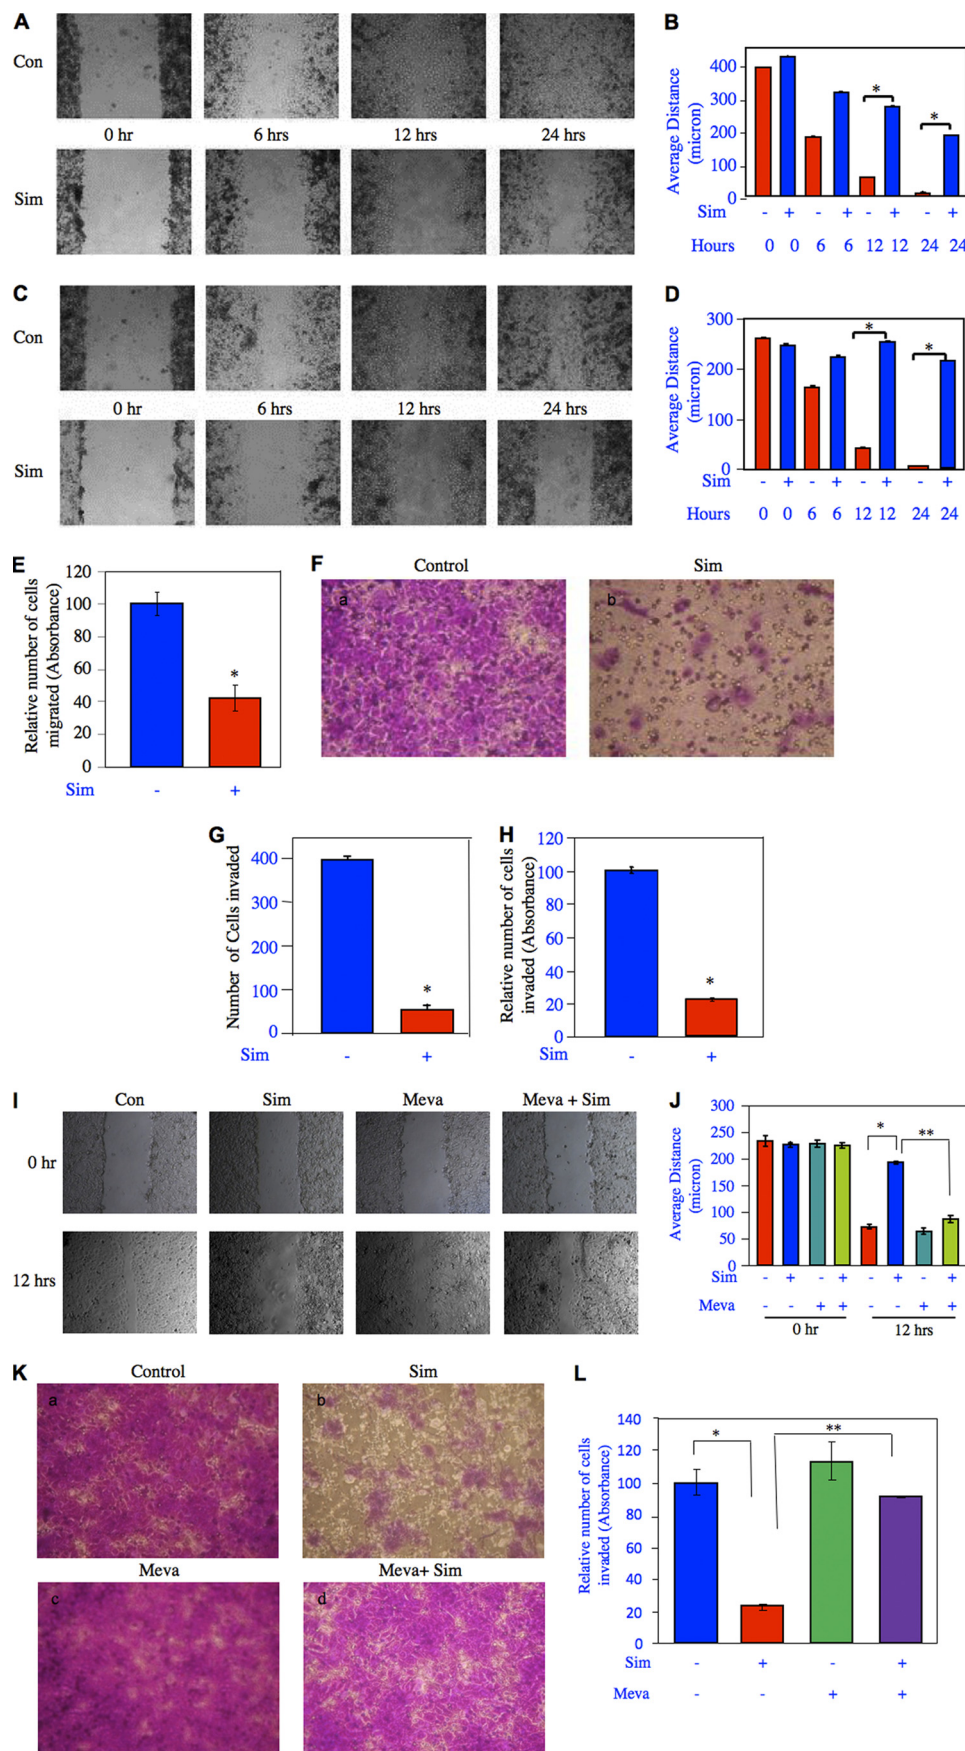 A
Con
0 hr 6 hrs 12 hrs 24 hrs
Sim
B
Average Distance
(micron)
400
300
200
100
0
Sim - + - + - + - +
Hours 0 0 6 6 12 12 24 24
* *
C
Con
0 hr 6 hrs 12 hrs 24 hrs
Sim
D
Average Distance
(micron)
300
200
100
0
Sim - + - + - + - +
Hours 0 0 6 6 12 12 24 24
* *
E
Relative number of cells
migrated (Absorbance)
120
100
80
60
40
20
0
*
Sim - +
F
Control Sim
a b
G
Number of Cells invaded
400
300
200
100
0
*
Sim - +
H
Relative number of cells
invaded (Absorbance)
120
100
80
60
40
20
0
*
Sim - +
I
Con Sim Meva Meva + Sim
0 hr
12 hrs
J
Average Distance
(micron)
300
250
200
150
100
50
0
* **
Sim - + - + - + - +
Meva - - + + - - + +
0 hr 12 hrs
K
Control Sim
a b
Meva Meva+ Sim
c d
L
Relative number of cells
invaded (Absorbance)
140
120
100
80
60
40
20
0
* **
Sim - + - +
Meva - - + +